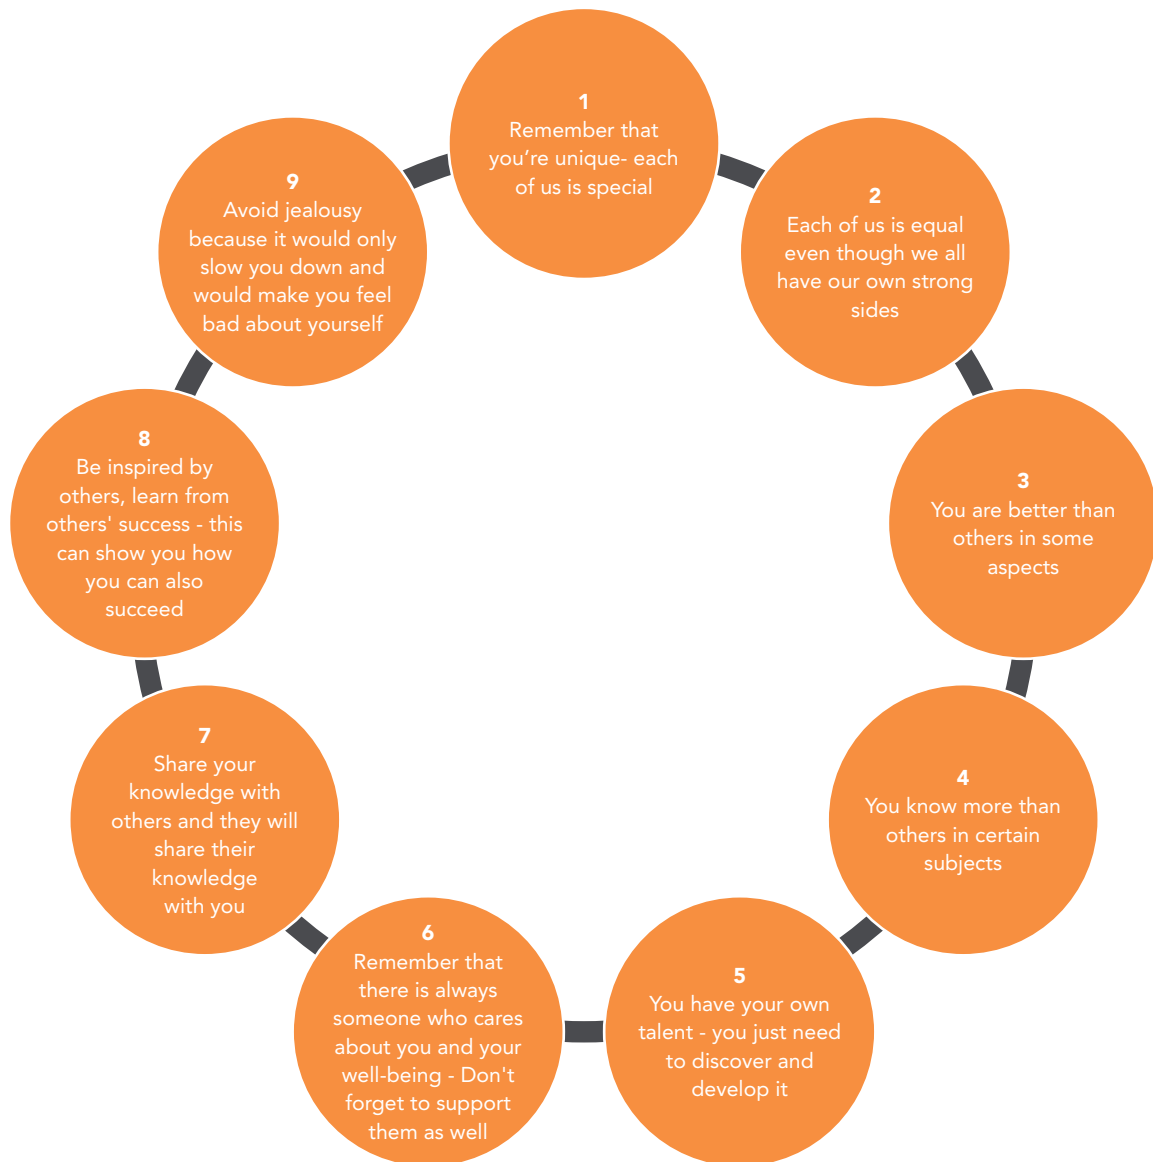 1
Remember that
you’re unique- each
of us is special
2
Each of us is equal
even though we all
have our own strong
sides
3
You are better than
others in some
aspects
4
You know more than
others in certain
subjects
5
You have your own
talent - you just need
to discover and
develop it
6
Remember that
there is always
someone who cares
about you and your
well-being - Don't
forget to support
them as well
7
Share your
knowledge with
others and they will
share their
knowledge
with you
8
Be inspired by
others, learn from
others' success - this
can show you how
you can also
succeed
9
Avoid jealousy
because it would only
slow you down and
would make you feel
bad about yourself